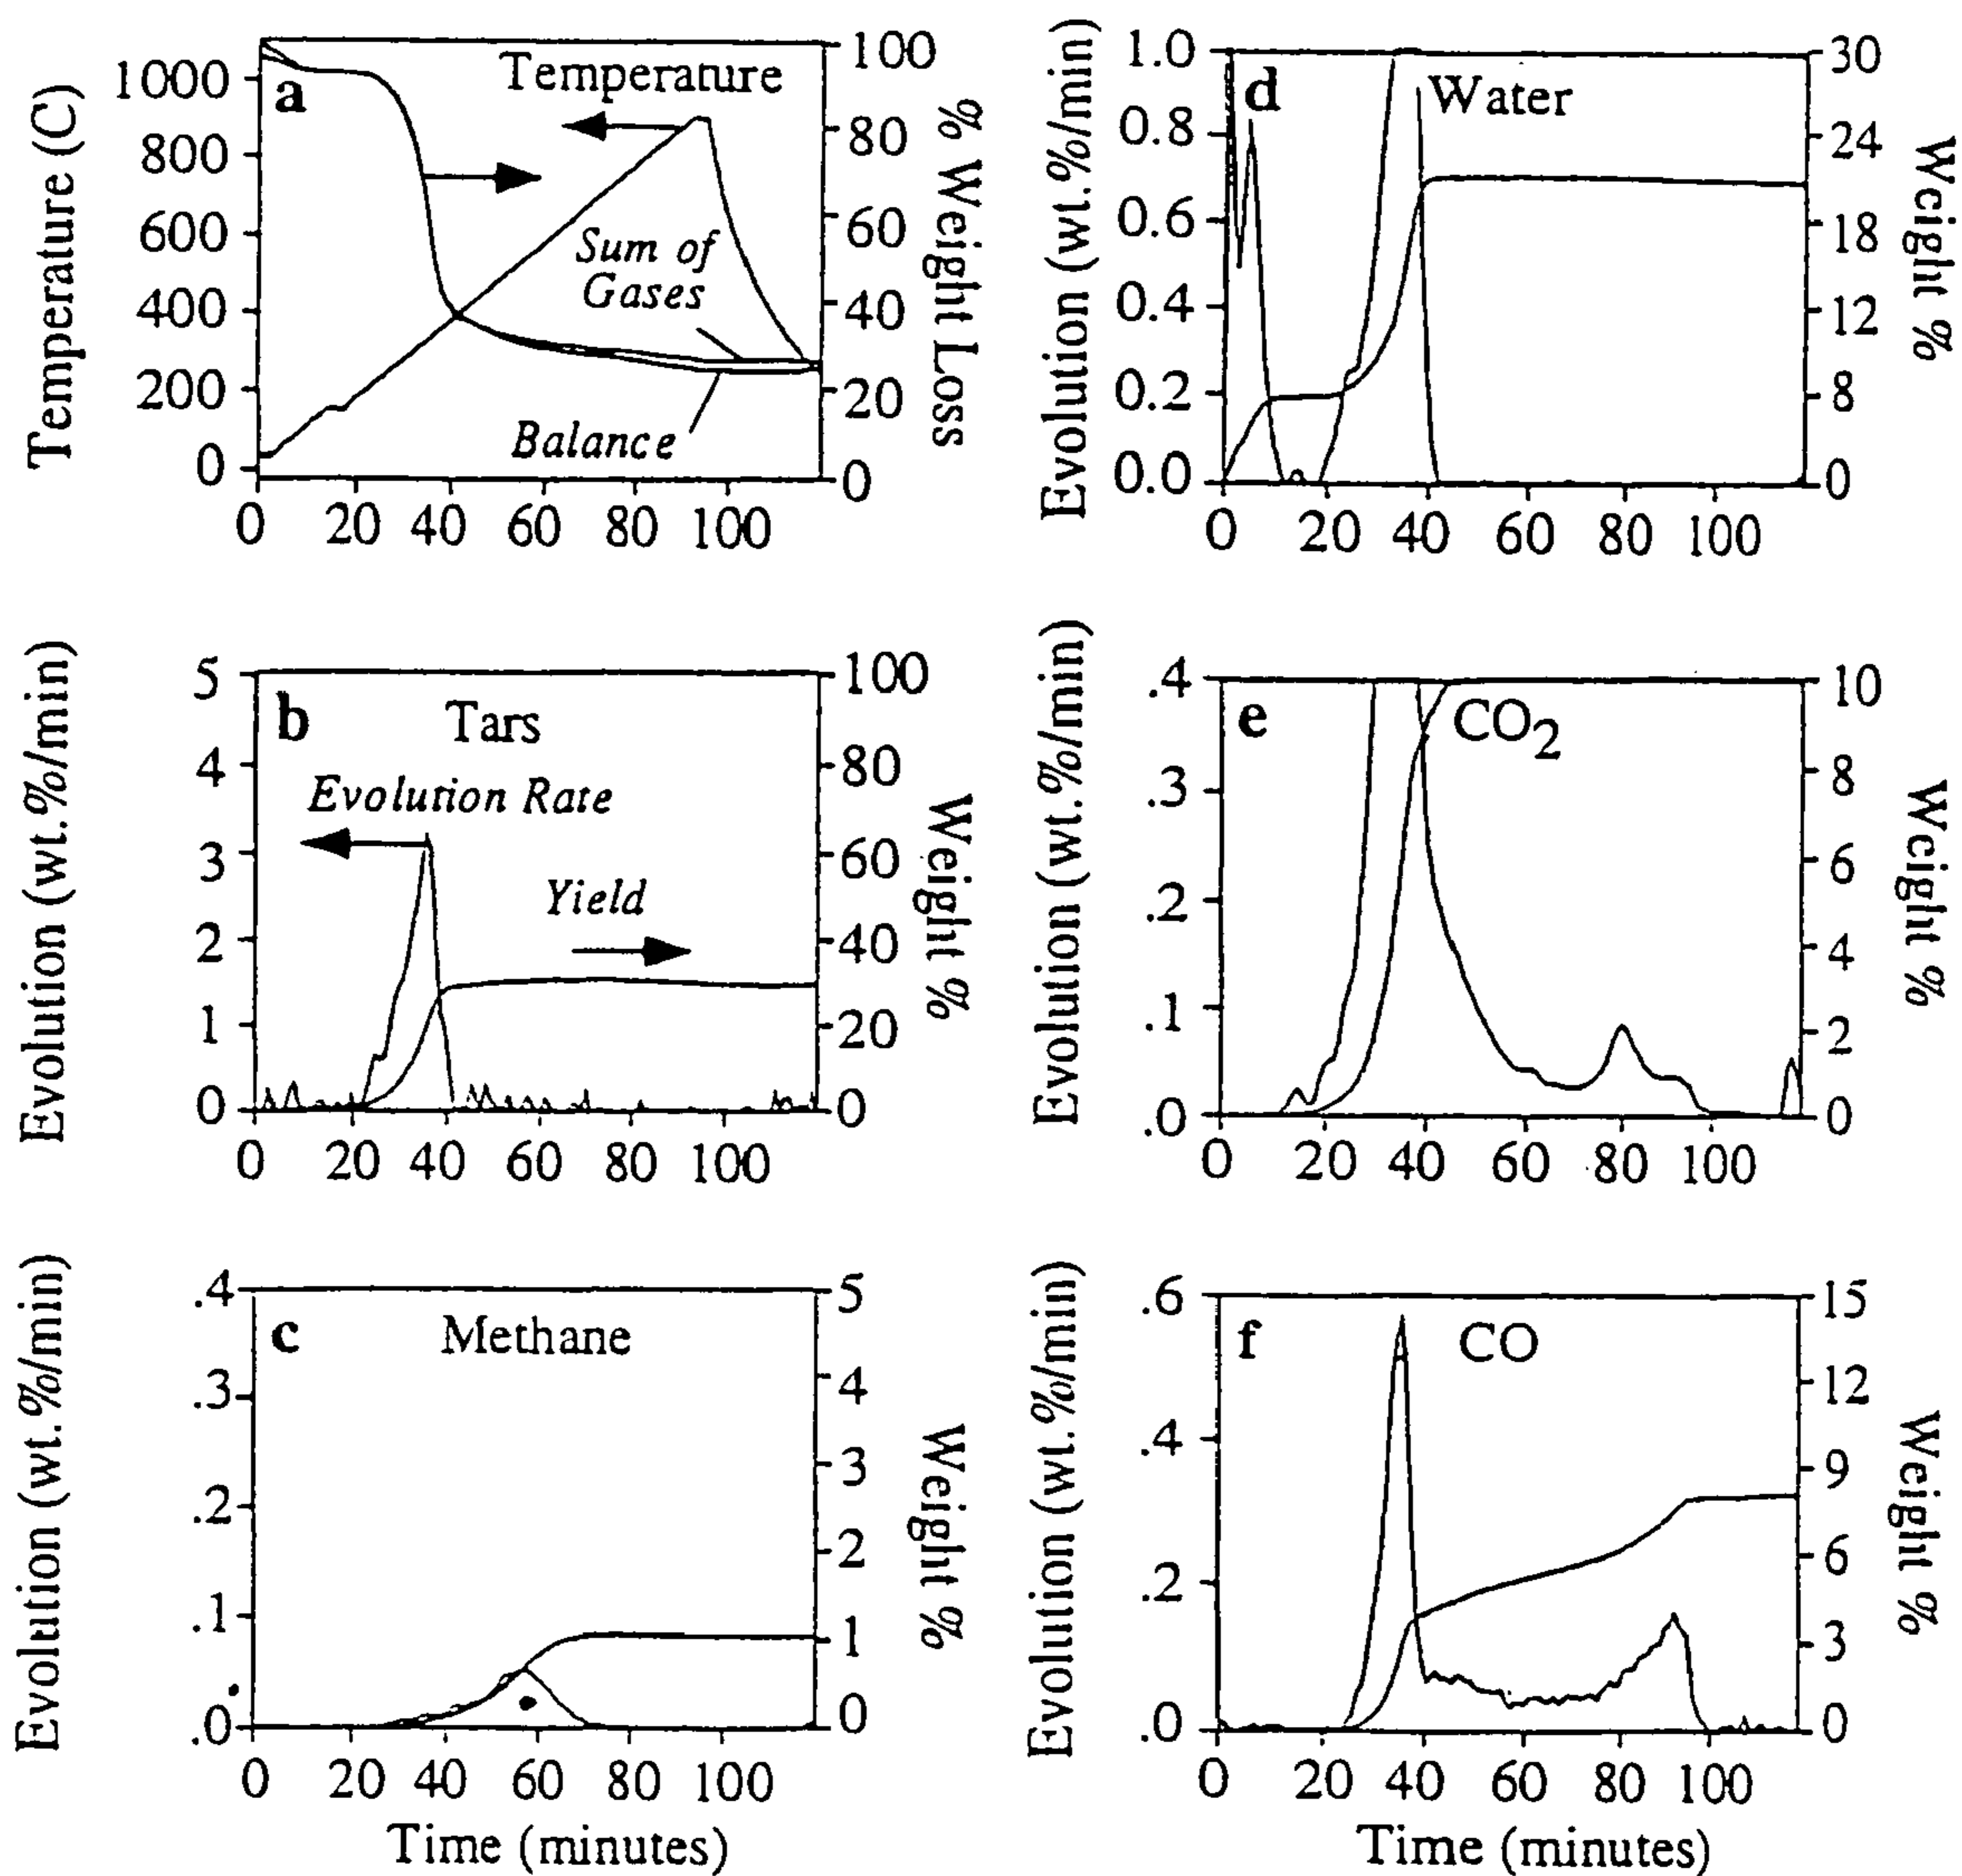 a
Temperature
Sum of
Gases
Balance
Temperature (C)
1000
800
600
400
200
0
% Weight Loss
100
80
60
40
20
0
0 20 40 60 80 100
d
Water
Evolution (wt.%/min)
1.0
0.8
0.6
0.4
0.2
0.0
Weight %
30
24
18
12
8
0
0 20 40 60 80 100
b
Tars
Evolution Rate
Yield
Evolution (wt.%/min)
5
4
3
2
1
0
Weight %
100
80
60
40
20
0
0 20 40 60 80 100
e
CO2
Evolution (wt.%/min)
.4
.3
.2
.1
.0
Weight %
10
8
6
4
2
0
0 20 40 60 80 100
c
Methane
Evolution (wt.%/min)
.4
.3
.2
.1
.0
Weight %
5
4
3
2
1
0
0 20 40 60 80 100
Time (minutes)
f
CO
Evolution (wt.%/min)
.6
.4
.2
.0
Weight %
15
12
9
6
3
0
0 20 40 60 80 100
Time (minutes)